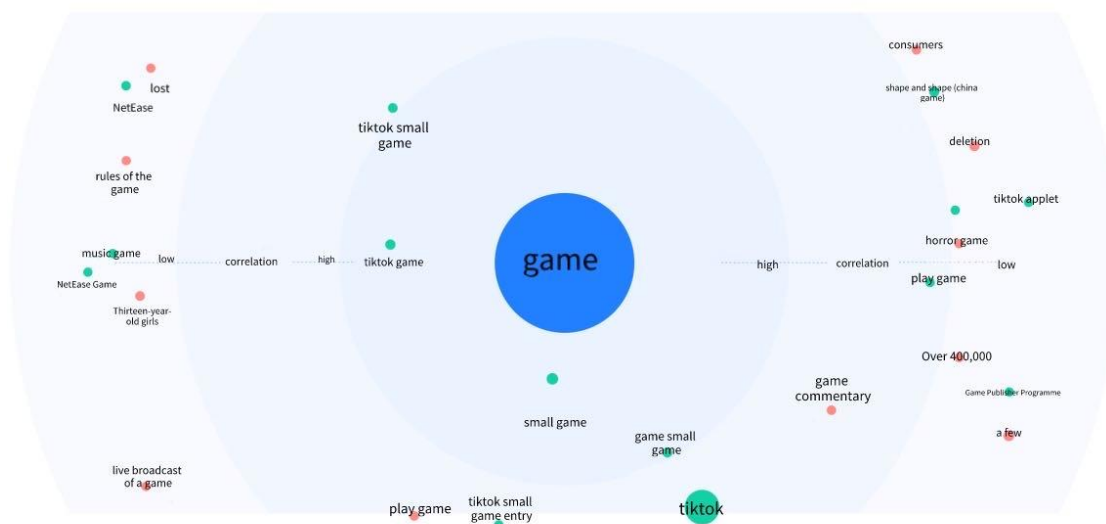 consumers
lost
shape and shape (china
game)
NetEase
tiktok small
game
deletion
rules of the
game
tiktok applet
music game
low
correlation
high
tiktok game
game
high
correlation
low
horror game
NetEase Game
play game
Thirteen-year-
old girls
Over 400,000
game
commentary
Game Publisher Programme
small game
a few
game small
game
live broadcast
of a game
play game
tiktok small
game entry
tiktok